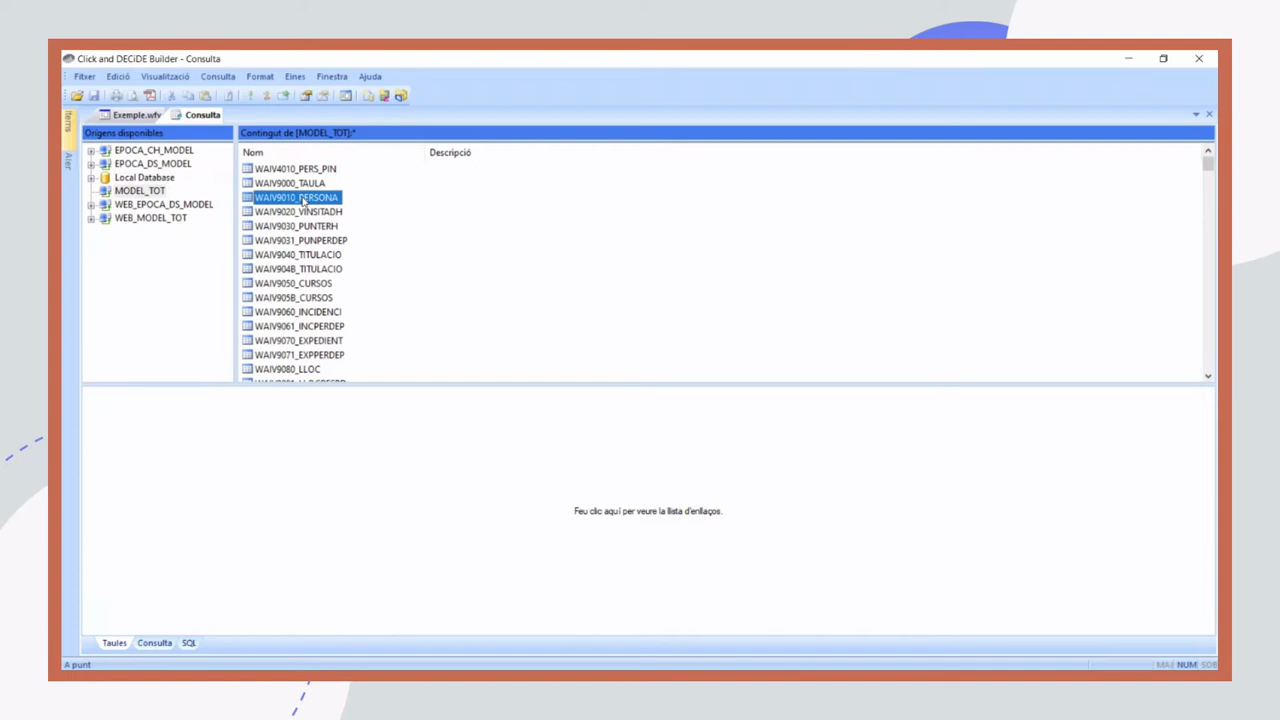 Click and DECiDE Builder - Consulta
Fitxer Edició Visualització Consulta Format Eines Finestra Ajuda
Exemple.wfv Consulta
Items
Orígens disponibles
Contingut de [MODEL_TOT]:*
EPOCA_CH_MODEL
EPOCA_DS_MODEL
Local Database
MODEL_TOT
WEB_EPOCA_DS_MODEL
WEB_MODEL_TOT
Nom Descripció
WAIV4010_PERS_PIN
WAIV9000_TAULA
WAIV9010_PERSONA
WAIV9020_VINSITADH
WAIV9030_PUNTERH
WAIV9031_PUNPERDEP
WAIV9040_TITULACIO
WAIV904B_TITULACIO
WAIV9050_CURSOS
WAIV905B_CURSOS
WAIV9060_INCIDENCI
WAIV9061_INCPERDEP
WAIV9070_EXPEDIENT
WAIV9071_EXPPERDEP
WAIV9080_LLOC
Feu clic aquí per veure la llista d'enllaços.
Taules Consulta SQL
A punt
MAJ NUM SOB